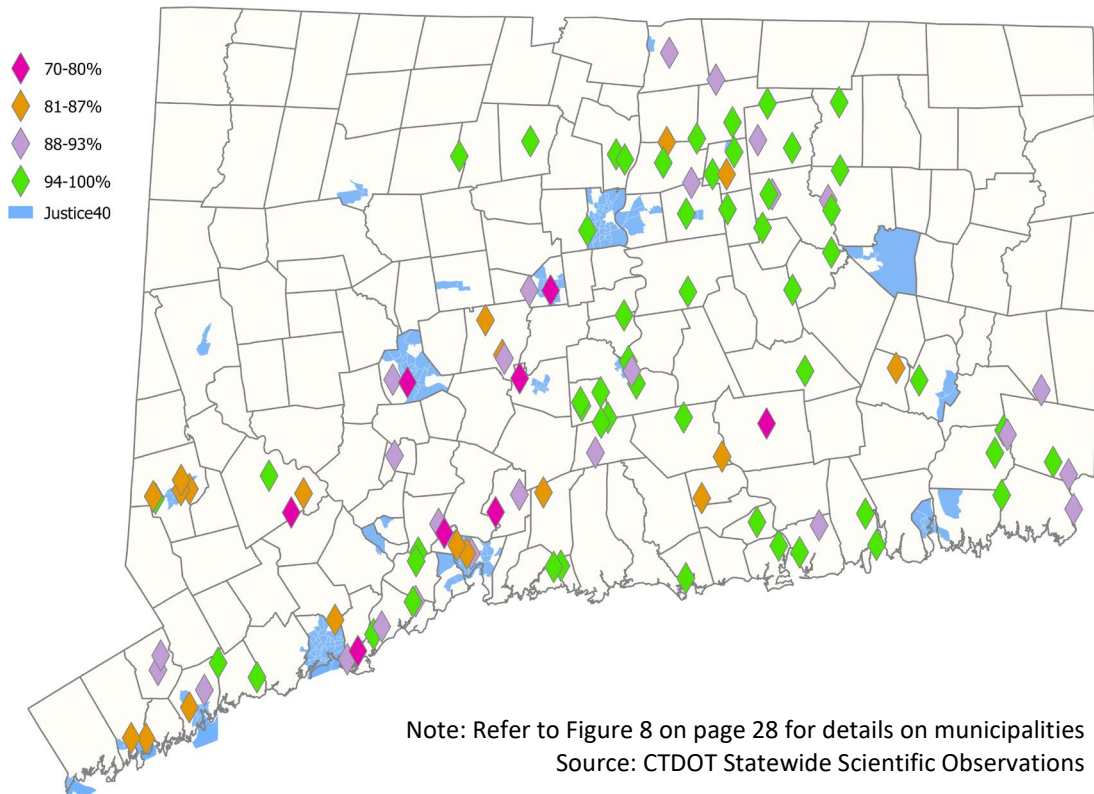 70-80%
81-87%
88-93%
94-100%
Justice40
Note: Refer to Figure 8 on page 28 for details on municipalities
Source: CTDOT Statewide Scientific Observations